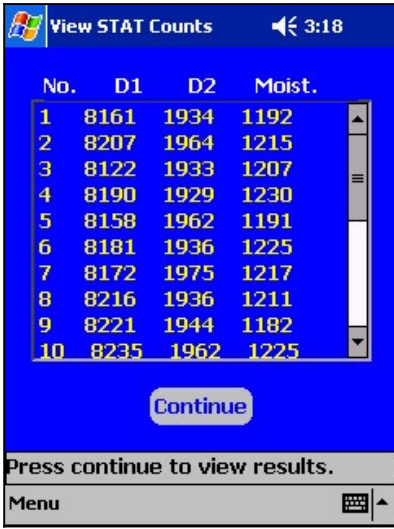 View STAT Counts 3:18
No. D1 D2 Moist.
1 8161 1934 1192
2 8207 1964 1215
3 8122 1933 1207
4 8190 1929 1230
5 8158 1962 1191
6 8181 1936 1225
7 8172 1975 1217
8 8216 1936 1211
9 8221 1944 1182
10 8235 1962 1225
Continue
Press continue to view results.
Menu